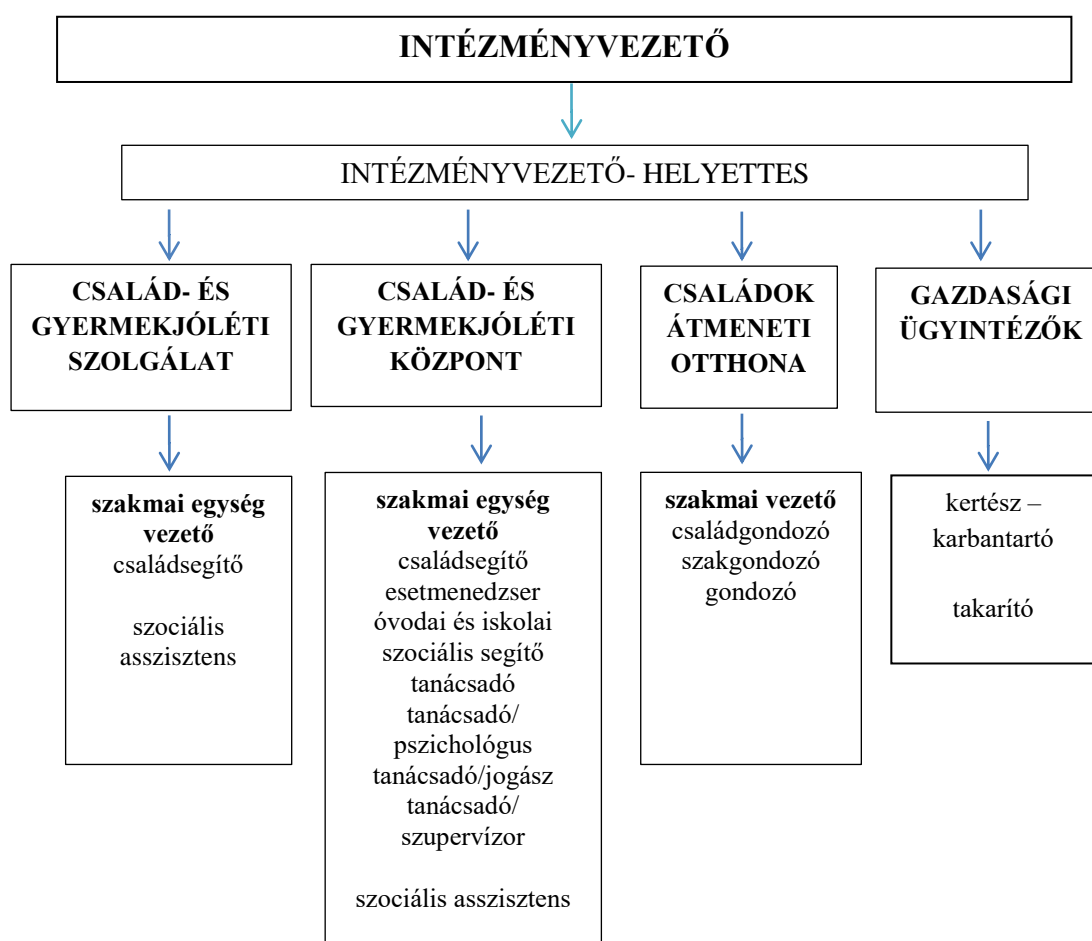 INTÉZMÉNYVEZETŐ
INTÉZMÉNYVEZETŐ- HELYETTES
CSALÁD- ÉS
GYERMEKJÓLÉTI
SZOLGÁLAT
CSALÁD- ÉS
GYERMEKJÓLÉTI
KÖZPONT
CSALÁDOK
ÁTMENETI
OTTHONA
GAZDASÁGI
ÜGYINTÉZŐK
szakmai egység
vezető
családsegítő
szociális
asszisztens
szakmai egység
vezető
családsegítő
esetmenedzser
óvodai és iskolai
szociális segítő
tanácsadó
tanácsadó/
pszichológus
tanácsadó/jogász
tanácsadó/
szupervízor
szociális asszisztens
szakmai vezető
családgondozó
szakgondozó
gondozó
kertész –
karbantartó
takarító